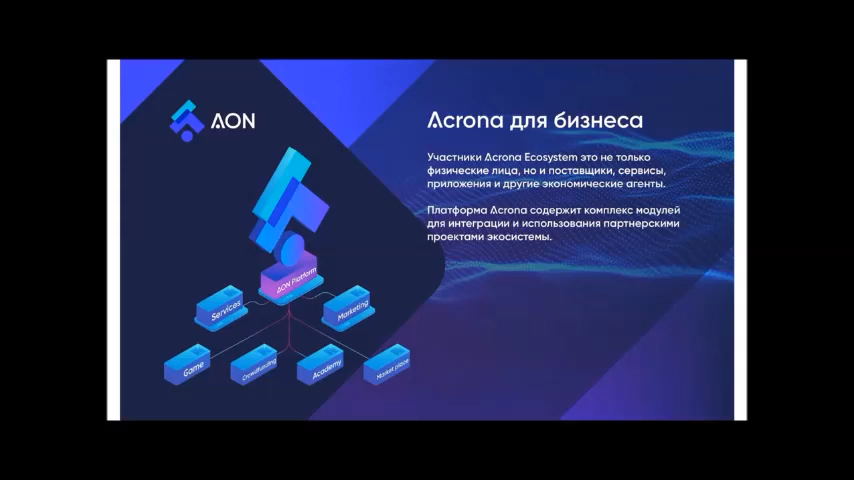 AON
Acrona для бизнеса
Участники Acrona Ecosystem это не только
физические лица, но и поставщики, сервисы,
приложения и другие экономические агенты.
Платформа Acrona содержит комплекс модулей
для интеграции и использования партнерскими
проектами экосистемы.
AON Platform
Services
Marketing
Game
Crowdfunding
Academy
Market place